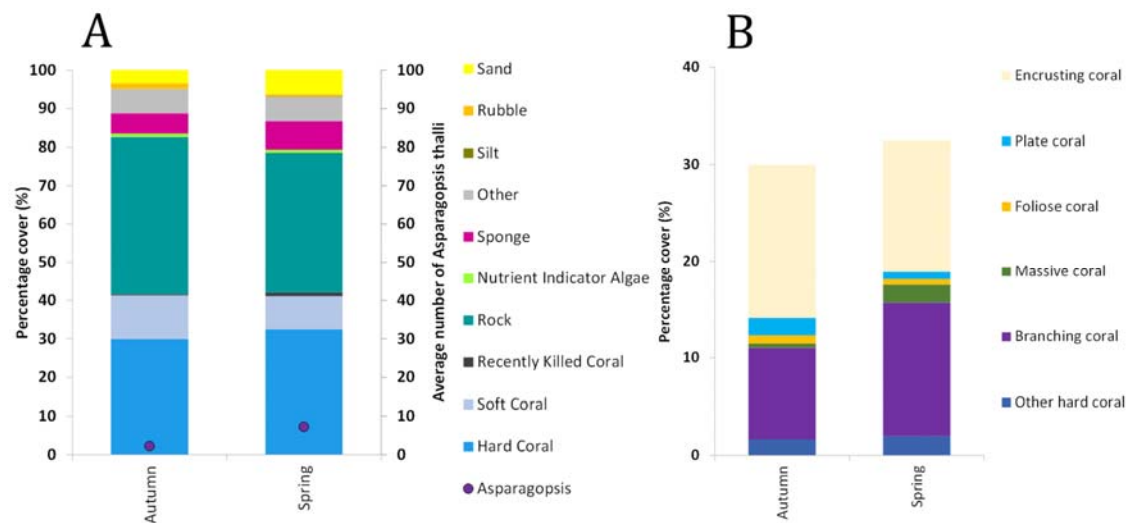 A
100
90
80
70
60
50
40
30
20
10
0
Percentage cover (%)
Autumn
Spring
100
90
80
70
60
50
40
30
20
10
0
Average number of Asparagopsis thalli
Sand
Rubble
Silt
Other
Sponge
Nutrient Indicator Algae
Rock
Recently Killed Coral
Soft Coral
Hard Coral
Asparagopsis
B
40
30
20
10
0
Percentage cover (%)
Autumn
Spring
Encrusting coral
Plate coral
Foliose coral
Massive coral
Branching coral
Other hard coral